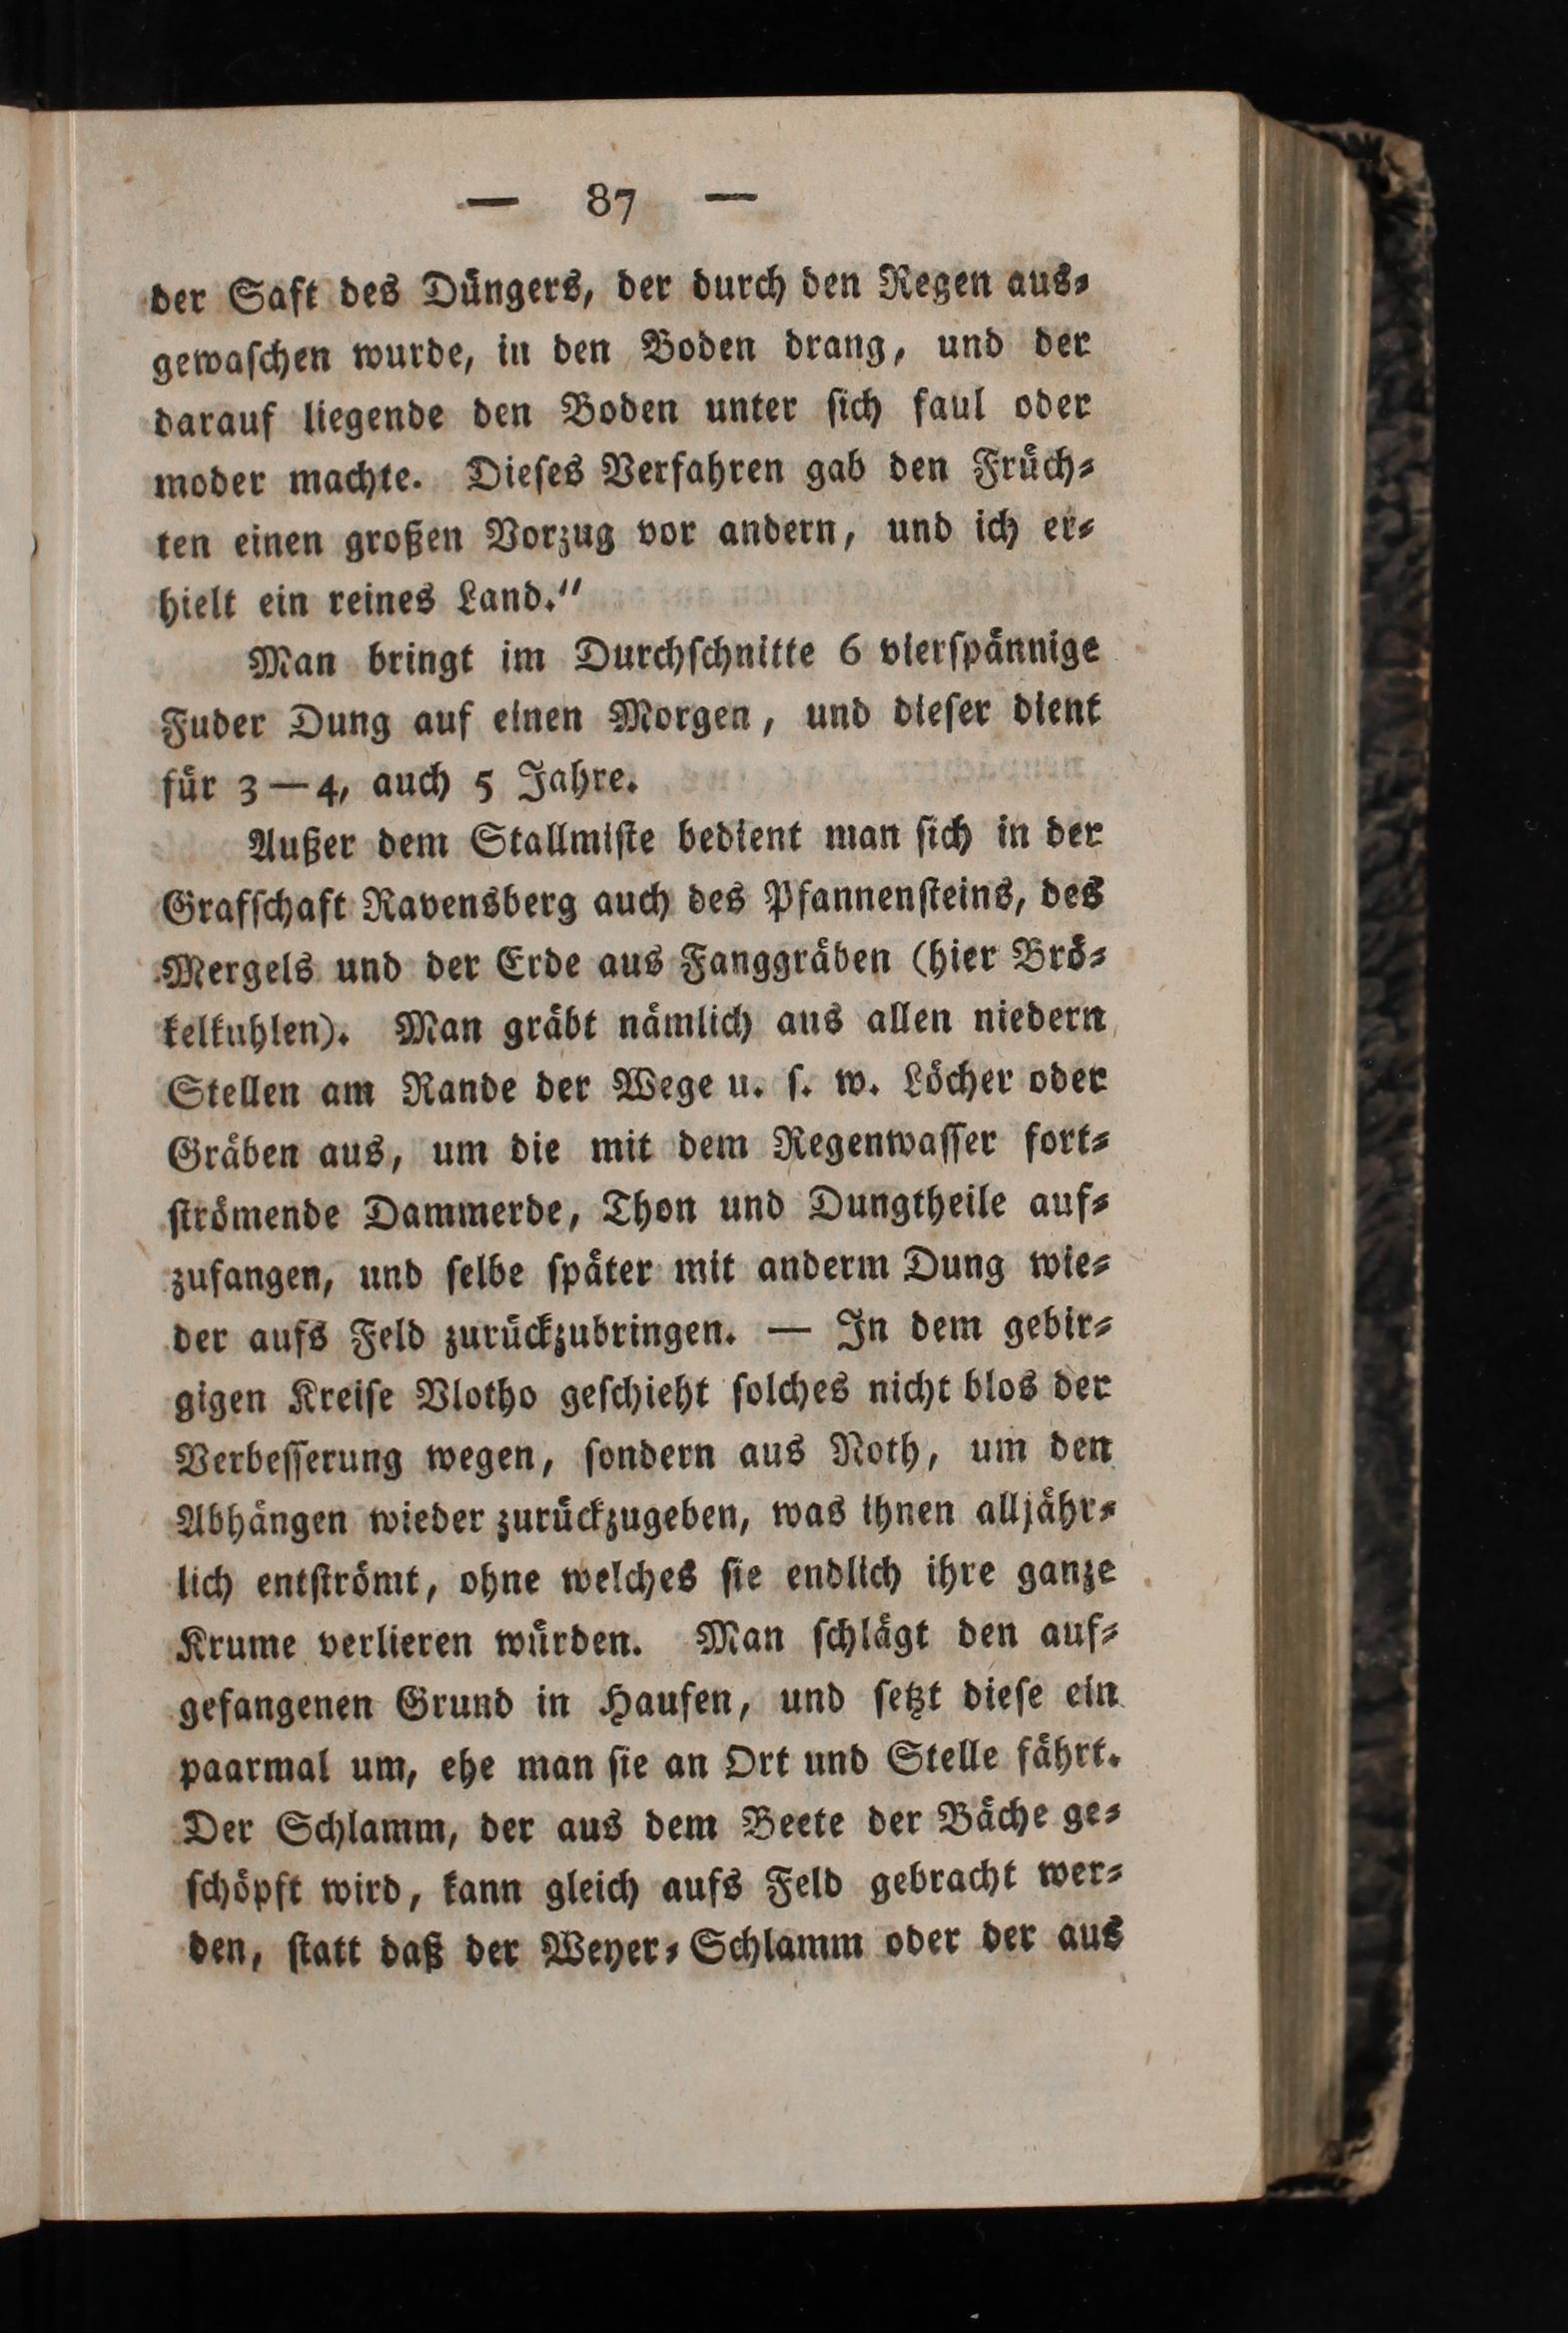 — 87 —
der Saft des Düngers, der durch den Regen aus⸗
gewaſchen wurde, in den Boden drang, und der
darauf liegende den Boden unter ſich faul oder
moder machte. Dieſes Verfahren gab den Früch⸗
ten einen großen Vorzug vor andern, und ich er⸗
hielt ein reines Land.“
Man bringt im Durchſchnitte 6 vierſpännige
Fuder Dung auf einen Morgen, und dieſer dient
für 3—4, auch 5 Jahre.
Außer dem Stallmiſte bedient man ſich in der
Grafſchaft Ravensberg auch des Pfannenſteins, des
Mergels und der Erde aus Fanggräben (hier Brö⸗
kelkuhlen). Man gräbt nämlich aus allen niedern
Stellen am Rande der Wege u. ſ. w. Löcher oder
Gräben aus, um die mit dem Regenwaſſer fort⸗
ſtrömende Dammerde, Thon und Dungtheile auf⸗
zufangen, und ſelbe ſpäter mit anderm Dung wie⸗
der aufs Feld zurückzubringen. — In dem gebir⸗
gigen Kreiſe Vlotho geſchieht ſolches nicht blos der
Verbeſſerung wegen, ſondern aus Noth, um den
Abhängen wieder zurückzugeben, was ihnen alljähr⸗
lich entſtrömt, ohne welches ſie endlich ihre ganze
Krume verlieren würden. Man ſchlägt den auf⸗
gefangenen Grund in Haufen, und ſetzt dieſe ein
paarmal um, ehe man ſie an Ort und Stelle fährt.
Der Schlamm, der aus dem Beete der Bäche ge⸗
ſchöpft wird, kann gleich aufs Feld gebracht wer⸗
den, ſtatt daß der Weyer⸗Schlamm oder der aus